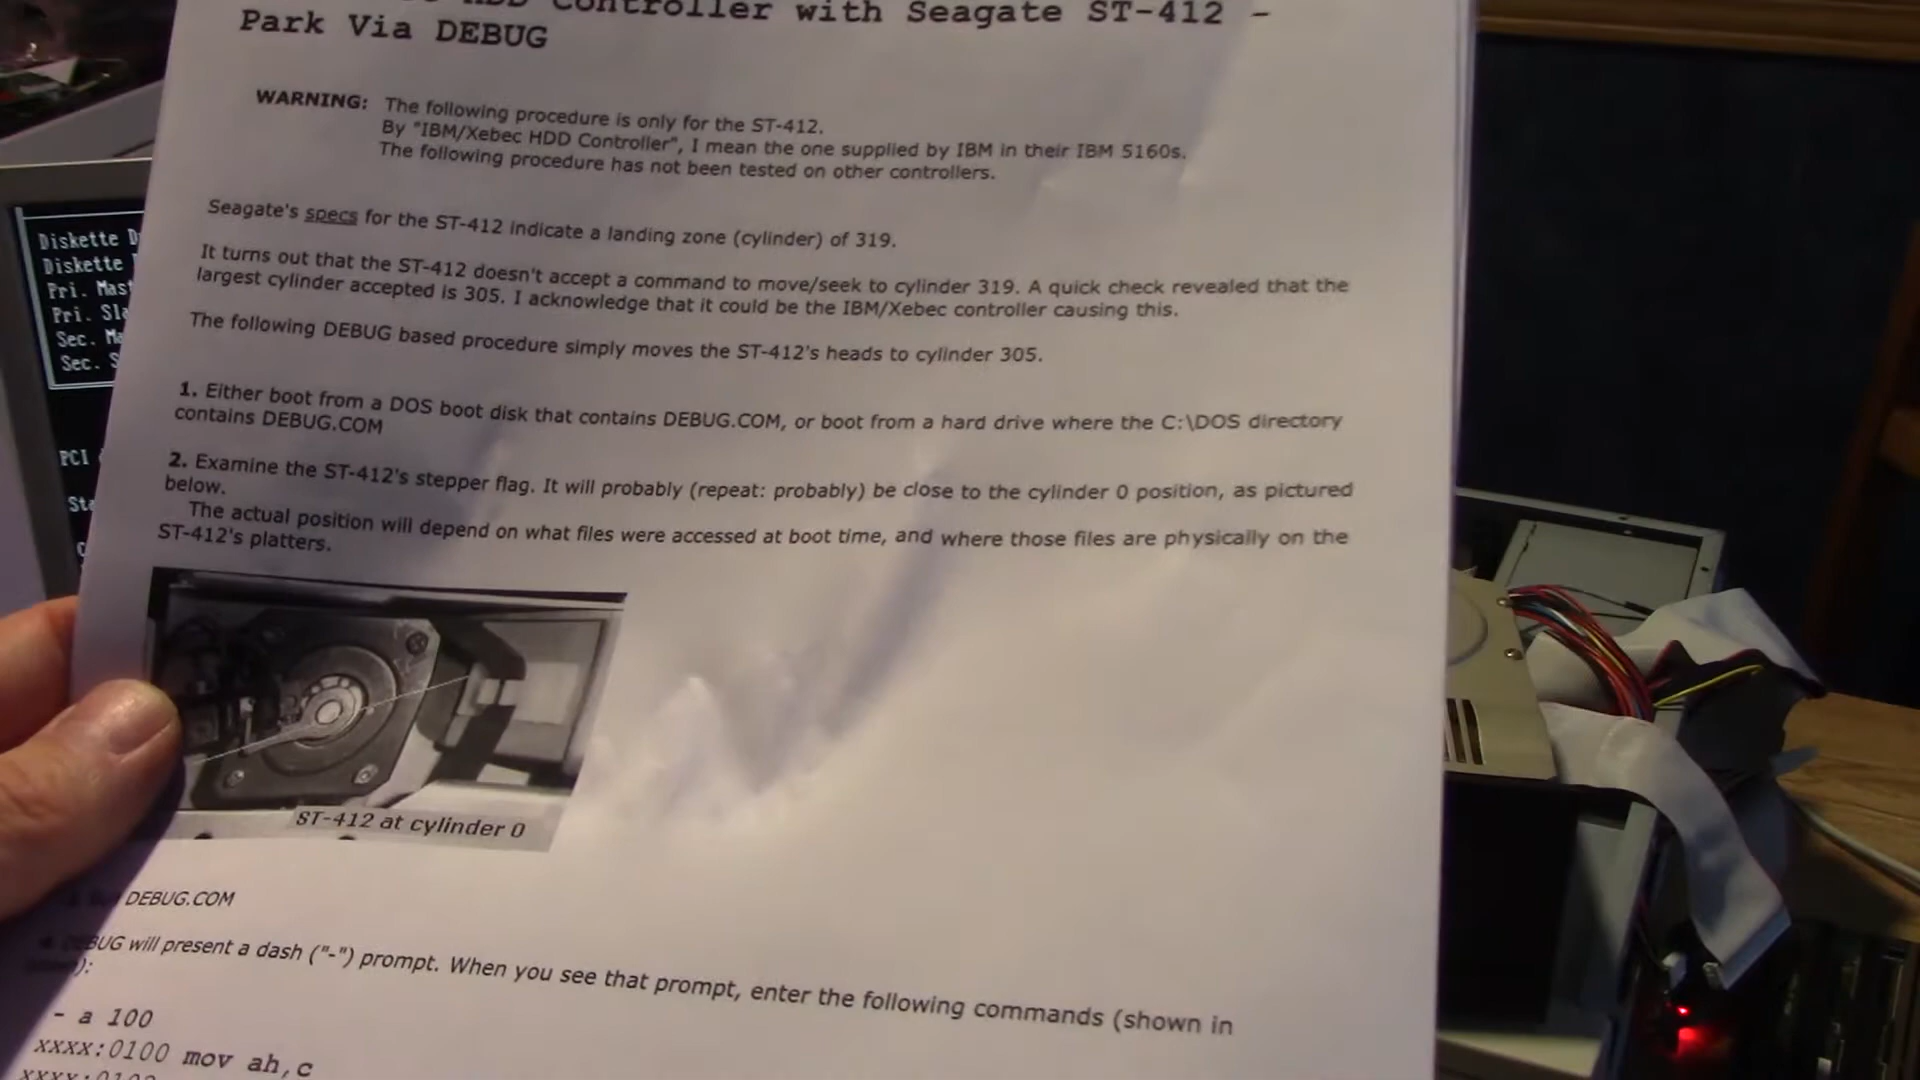 Controller with Seagate ST-412 -
Park Via DEBUG
WARNING: The following procedure is only for the ST-412.
By "IBM/Xebec HDD Controller", I mean the one supplied by IBM in their IBM 5160s.
The following procedure has not been tested on other controllers.
Seagate's specs for the ST-412 indicate a landing zone (cylinder) of 319.
It turns out that the ST-412 doesn't accept a command to move/seek to cylinder 319. A quick check revealed that the
largest cylinder accepted is 305. I acknowledge that it could be the IBM/Xebec controller causing this.
The following DEBUG based procedure simply moves the ST-412's heads to cylinder 305.
1. Either boot from a DOS boot disk that contains DEBUG.COM, or boot from a hard drive where the C:\DOS directory
contains DEBUG.COM
2. Examine the ST-412's stepper flag. It will probably (repeat: probably) be close to the cylinder 0 position, as pictured
below.
The actual position will depend on what files were accessed at boot time, and where those files are physically on the
ST-412's platters.
ST-412 at cylinder 0
DEBUG.COM
DEBUG will present a dash ("-") prompt. When you see that prompt, enter the following commands (shown in
- a 100
xxxx:0100 mov ah,c
Diskette
Diskette
Pri.
Pri.
Sec.
Sec.
PCI